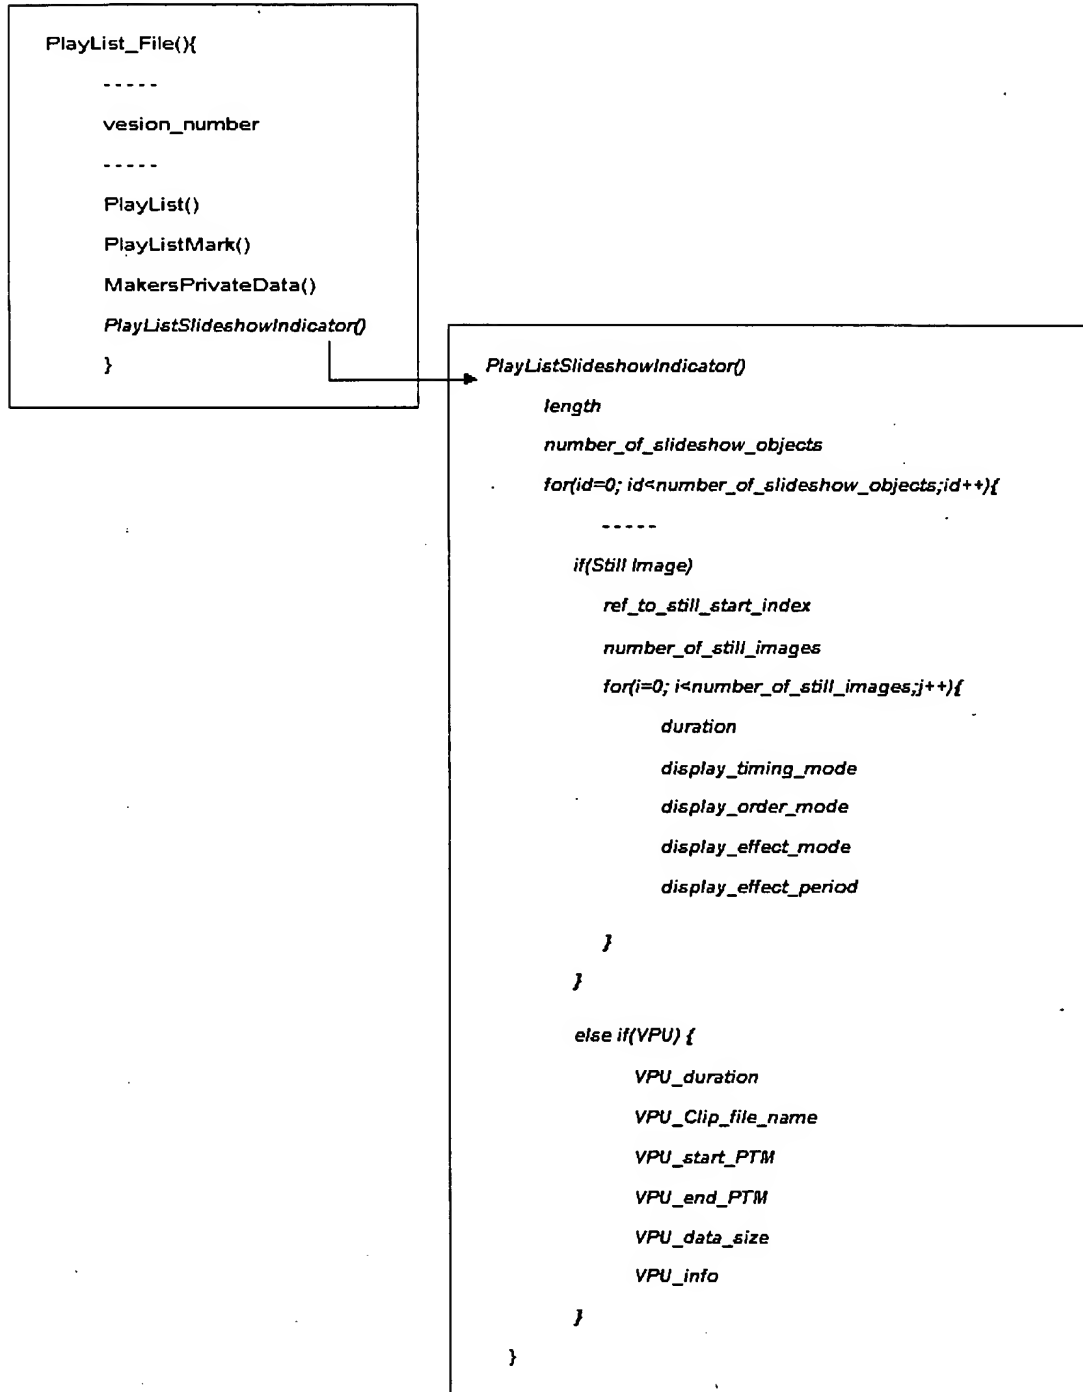 PlayList_File(){
-----
vesion_number
-----
PlayList()
PlayListMark()
MakersPrivateData()
PlayListSlideshowIndicator()
}
PlayListSlideshowIndicator()
length
number_of_slideshow_objects
for(id=0; id<number_of_slideshow_objects;id++){
-----
if(Still Image)
ref_to_still_start_index
number_of_still_images
for(i=0; i<number_of_still_images;j++){
duration
display_timing_mode
display_order_mode
display_effect_mode
display_effect_period
}
}
else if(VPU) {
VPU_duration
VPU_Clip_file_name
VPU_start_PTM
VPU_end_PTM
VPU_data_size
VPU_info
}
}